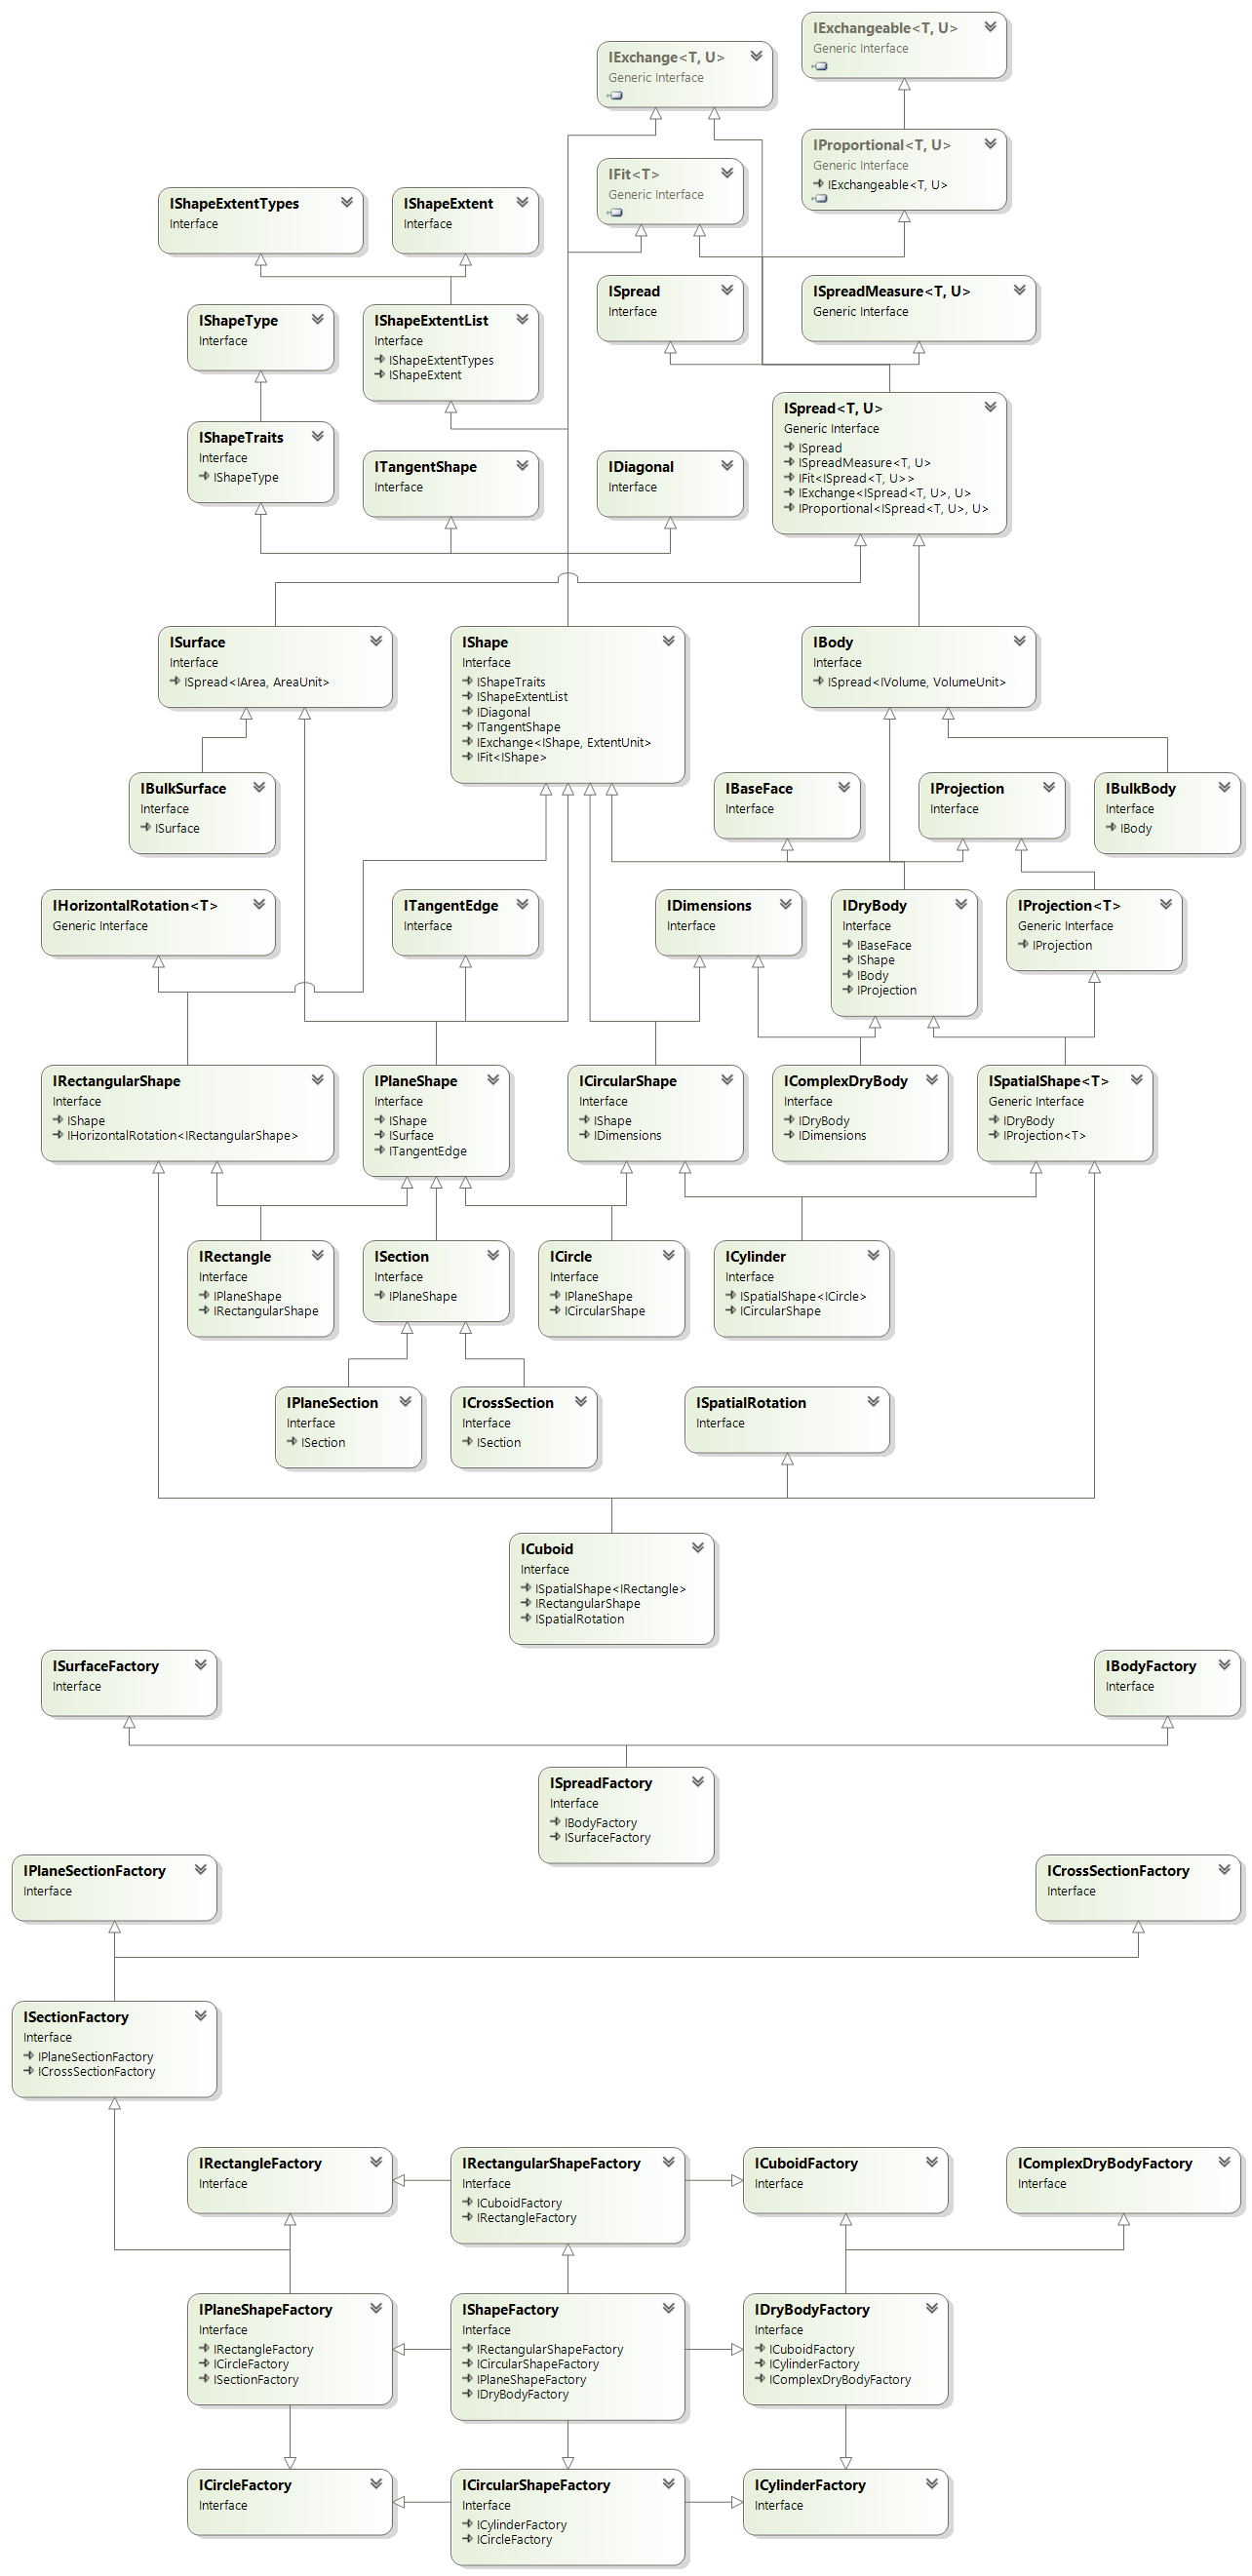 IExchangeable<T, U>
Generic Interface
IExchange<T, U>
Generic Interface
IProportional<T, U>
Generic Interface
IExchangeable<T, U>
IFit<T>
Generic Interface
IShapeExtentTypes
Interface
IShapeExtent
Interface
ISpread
Interface
ISpreadMeasure<T, U>
Generic Interface
IShapeType
Interface
IShapeExtentList
Interface
IShapeExtentTypes
IShapeExtent
ISpread<T, U>
Generic Interface
ISpread
ISpreadMeasure<T, U>
IFit<ISpread<T, U>>
IExchange<ISpread<T, U>, U>
IProportional<ISpread<T, U>, U>
IShapeTraits
Interface
IShapeType
ITangentShape
Interface
IDiagonal
Interface
ISurface
Interface
ISpread<IArea, AreaUnit>
IShape
Interface
IShapeTraits
IShapeExtentList
IDiagonal
ITangentShape
IExchange<IShape, ExtentUnit>
IFit<IShape>
IBody
Interface
ISpread<IVolume, VolumeUnit>
IBulkSurface
Interface
ISurface
IBaseFace
Interface
IProjection
Interface
IBulkBody
Interface
IBody
IHorizontalRotation<T>
Generic Interface
ITangentEdge
Interface
IDimensions
Interface
IDryBody
Interface
IBaseFace
IShape
IBody
IProjection
IProjection<T>
Generic Interface
IProjection
IRectangularShape
Interface
IShape
IHorizontalRotation<IRectangularShape>
IPlaneShape
Interface
IShape
ISurface
ITangentEdge
ICircularShape
Interface
IShape
IDimensions
IComplexDryBody
Interface
IDryBody
IDimensions
ISpatialShape<T>
Generic Interface
IDryBody
IProjection<T>
IRectangle
Interface
IPlaneShape
IRectangularShape
ISection
Interface
IPlaneShape
ICircle
Interface
IPlaneShape
ICircularShape
ICylinder
Interface
ISpatialShape<ICircle>
ICircularShape
IPlaneSection
Interface
ISection
ICrossSection
Interface
ISection
ISpatialRotation
Interface
ICuboid
Interface
ISpatialShape<IRectangle>
IRectangularShape
ISpatialRotation
ISurfaceFactory
Interface
IBodyFactory
Interface
ISpreadFactory
Interface
IBodyFactory
ISurfaceFactory
IPlaneSectionFactory
Interface
ICrossSectionFactory
Interface
ISectionFactory
Interface
IPlaneSectionFactory
ICrossSectionFactory
IRectangleFactory
Interface
IRectangularShapeFactory
Interface
ICuboidFactory
IRectangleFactory
ICuboidFactory
Interface
IComplexDryBodyFactory
Interface
IPlaneShapeFactory
Interface
IRectangleFactory
ICircleFactory
ISectionFactory
IShapeFactory
Interface
IRectangularShapeFactory
ICircularShapeFactory
IPlaneShapeFactory
IDryBodyFactory
IDryBodyFactory
Interface
ICuboidFactory
ICylinderFactory
IComplexDryBodyFactory
ICircleFactory
Interface
ICircularShapeFactory
Interface
ICylinderFactory
ICircleFactory
ICylinderFactory
Interface